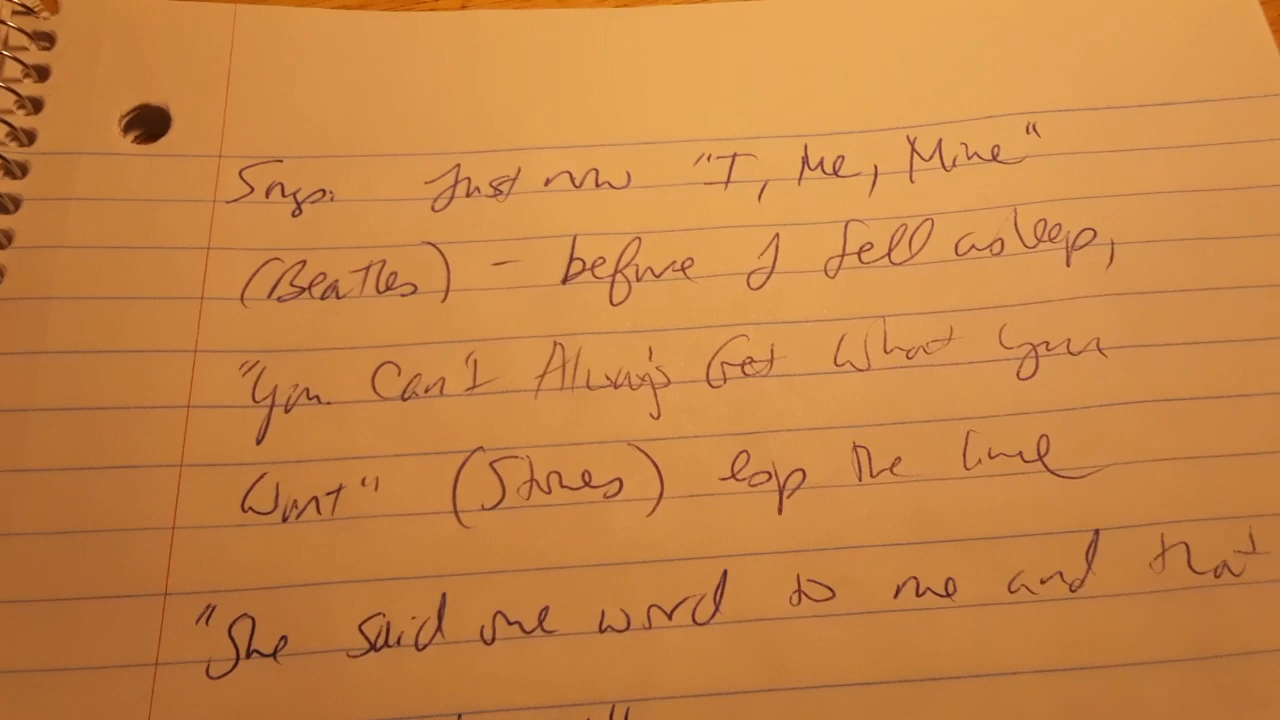 Songs: Just now "I, Me, Mine"
(Beatles) - before I fell asleep,
"You Can't Always Get What You
Want" (Stones) esp the line
"She said one word to me and that